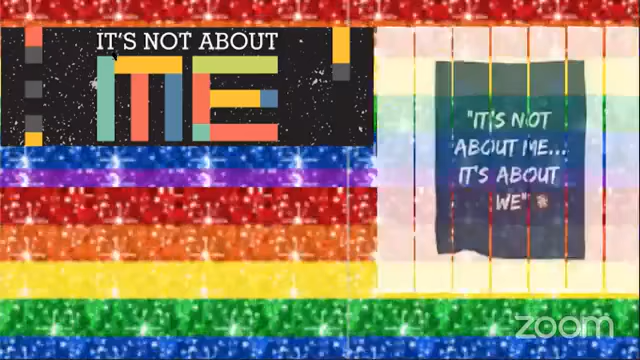 IT'S NOT ABOUT
ME
"IT'S NOT
ABOUT ME...
IT'S ABOUT
WE"
zoom